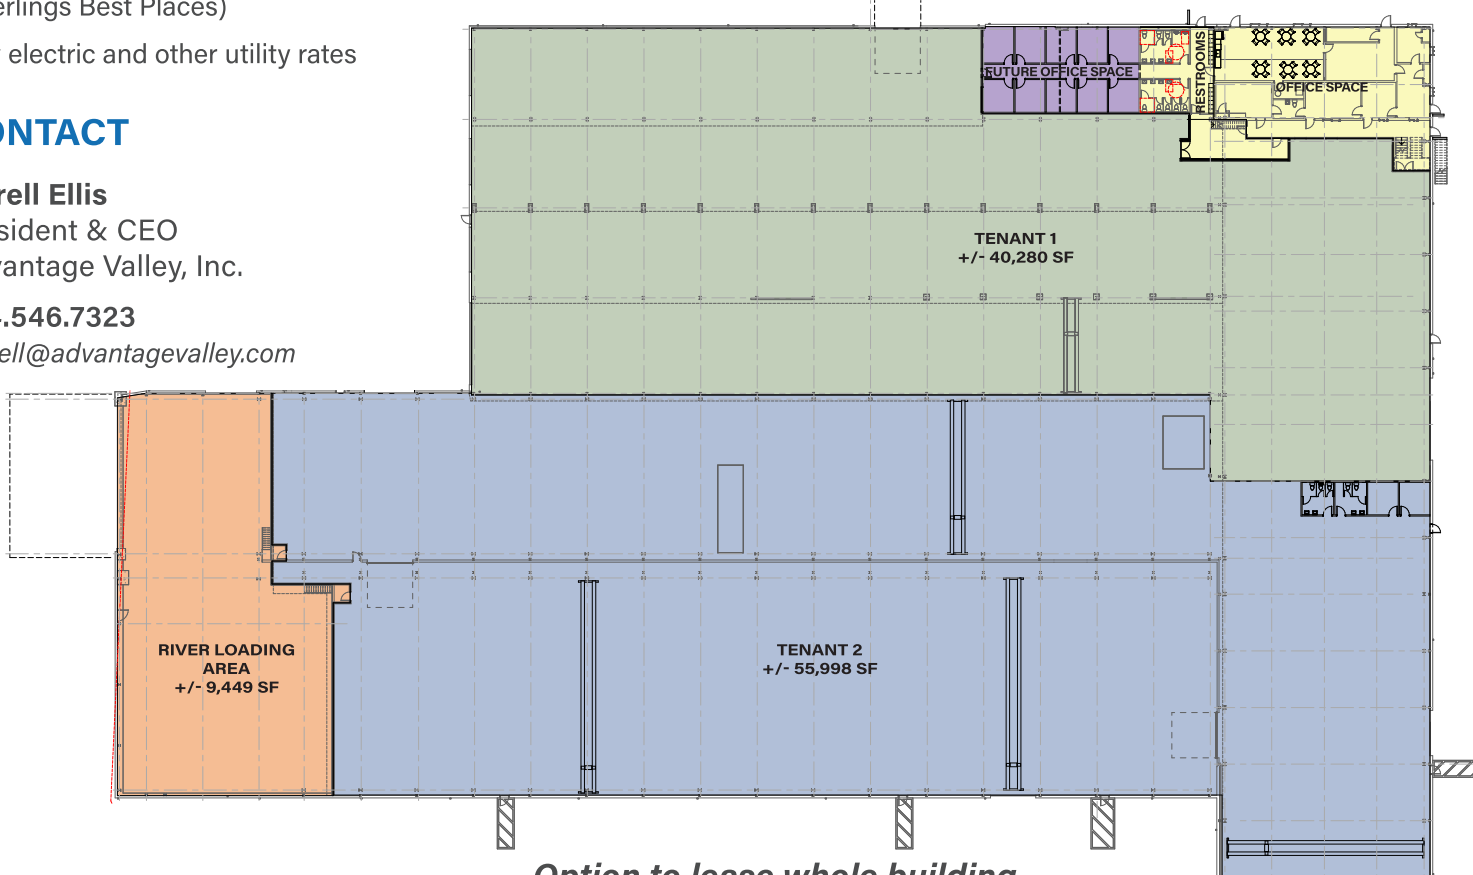 erlings Best Places)
electric and other utility rates
ONTACT
rell Ellis
sident & CEO
vantage Valley, Inc.
.546.7323
ell@advantagevalley.com
FUTURE OFFICE SPACE
RESTROOMS
OFFICE SPACE
TENANT 1
+/- 40,280 SF
RIVER LOADING
AREA
+/- 9,449 SF
TENANT 2
+/- 55,998 SF
Option to lease whole building